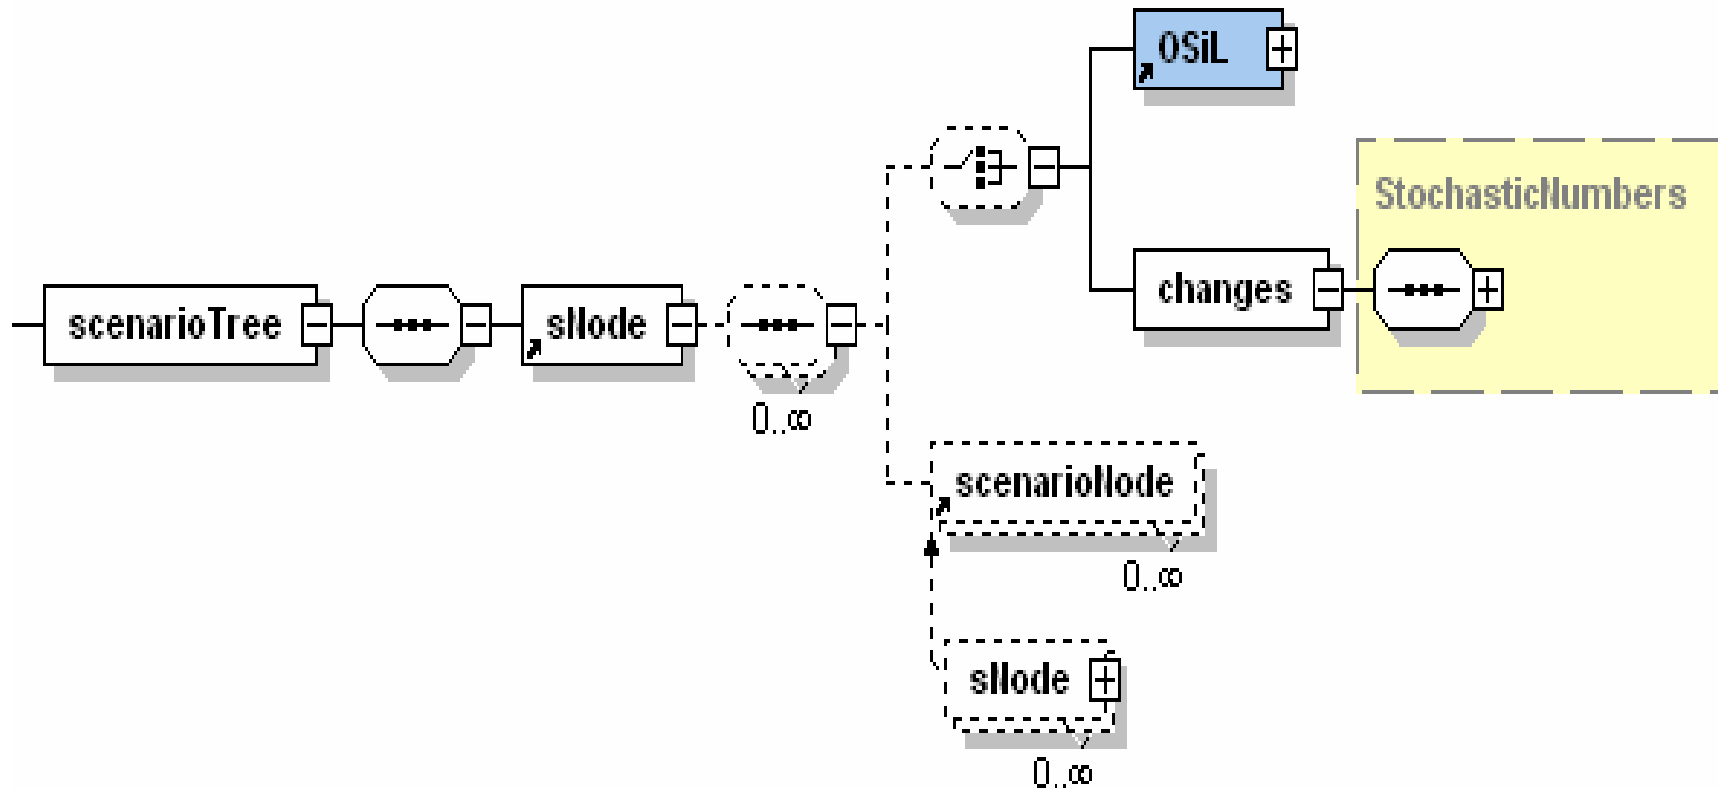 OSiL
StochasticNumbers
changes
scenarioTree
sNode
0..∞
scenarioNode
0..∞
sNode
0..∞